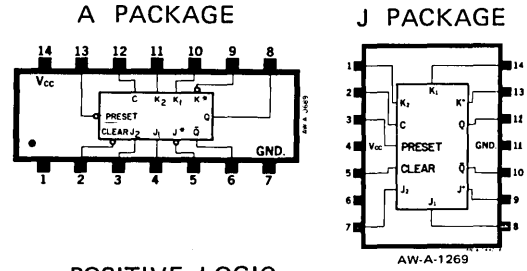 A PACKAGE
14 13 12 11 10 9 8
Vcc
C K2 K1 K*
PRESET Q
CLEAR J2 J1 J* Q̅
GND.
1 2 3 4 5 6 7
J PACKAGE
1 14
K1
2 K2 K* 13
3 C Q 12
4 Vcc PRESET GND. 11
5 CLEAR Q̅ 10
6 J2 J* 9
J1
7 8
AW-A-1269
POSITIVE LOGIC